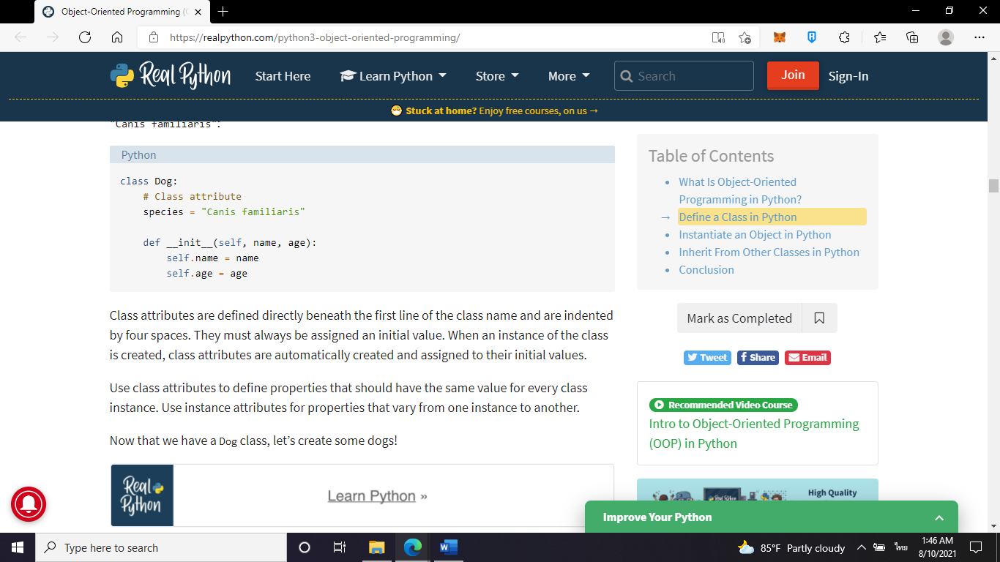 Object-Oriented Programming (
https://realpython.com/python3-object-oriented-programming/
Real Python
Start Here
Learn Python
Store
More
Search
Join
Sign-In
Stuck at home? Enjoy free courses, on us →
"Canis familiaris":
Python
class Dog:
# Class attribute
species = "Canis familiaris"
def __init__(self, name, age):
self.name = name
self.age = age
Class attributes are defined directly beneath the first line of the class name and are indented
by four spaces. They must always be assigned an initial value. When an instance of the class
is created, class attributes are automatically created and assigned to their initial values.
Use class attributes to define properties that should have the same value for every class
instance. Use instance attributes for properties that vary from one instance to another.
Now that we have a Dog class, let’s create some dogs!
Real
Python
Learn Python »
Table of Contents
• What Is Object-Oriented
Programming in Python?
→ Define a Class in Python
• Instantiate an Object in Python
• Inherit From Other Classes in Python
• Conclusion
Mark as Completed
Tweet
Share
Email
Recommended Video Course
Intro to Object-Oriented Programming
(OOP) in Python
Real Python
High Quality
Improve Your Python
Type here to search
85°F Partly cloudy
ไทย
1:46 AM
8/10/2021